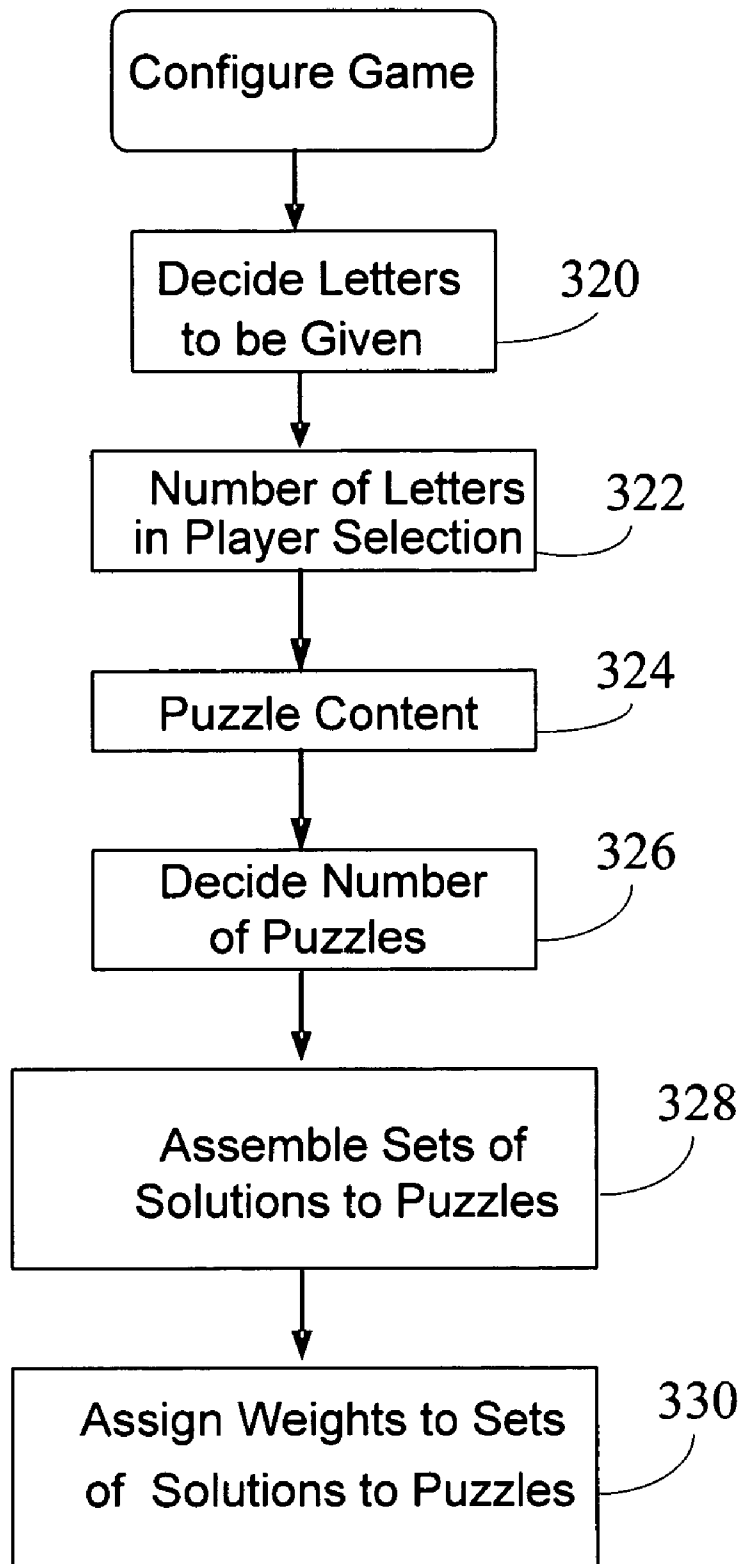 Configure Game
Decide Letters
to be Given
320
Number of Letters
in Player Selection
322
Puzzle Content
324
Decide Number
of Puzzles
326
Assemble Sets of
Solutions to Puzzles
328
Assign Weights to Sets
of Solutions to Puzzles
330